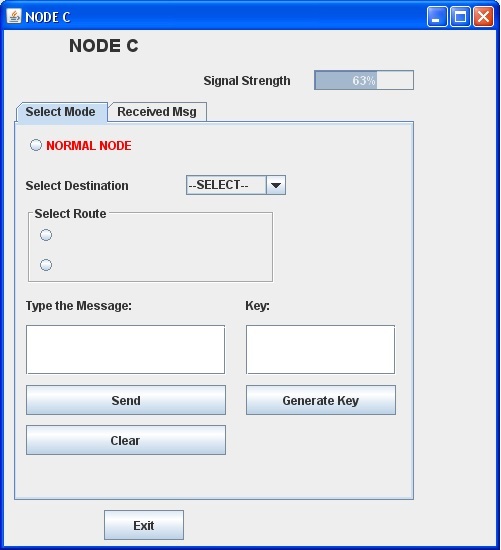 NODE C
NODE C
Signal Strength 63%
Select Mode Received Msg
NORMAL NODE
Select Destination --SELECT--
Select Route
Type the Message: Key:
Send Generate Key
Clear
Exit